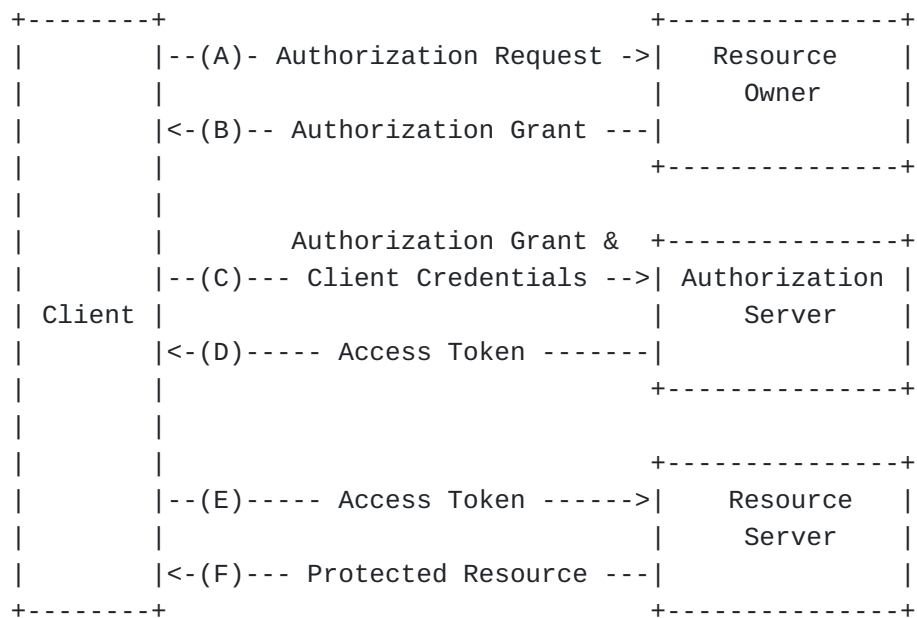 +--------+                               +---------------+
|        |--(A)- Authorization Request ->|   Resource    |
|        |                               |     Owner     |
|        |<-(B)-- Authorization Grant ---|               |
|        |                               +---------------+
|        |
|        |        Authorization Grant &  +---------------+
|        |--(C)--- Client Credentials -->| Authorization |
| Client |                               |     Server    |
|        |<-(D)----- Access Token -------|               |
|        |                               +---------------+
|        |
|        |                               +---------------+
|        |--(E)----- Access Token ------>|    Resource   |
|        |                               |     Server    |
|        |<-(F)--- Protected Resource ---|               |
+--------+                               +---------------+